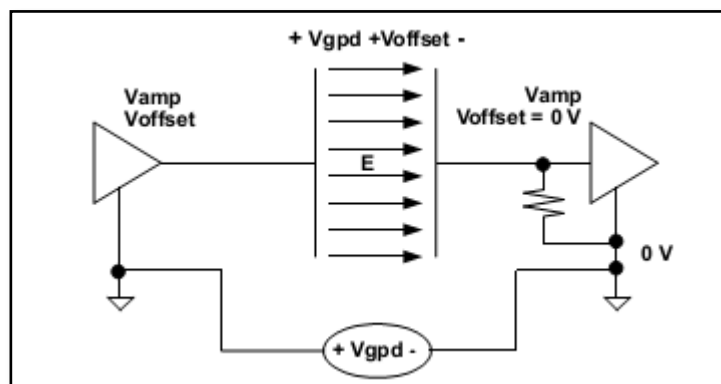 + Vgpd +Voffset -
Vamp
Voffset
Vamp
Voffset = 0 V
E
0 V
+ Vgpd -